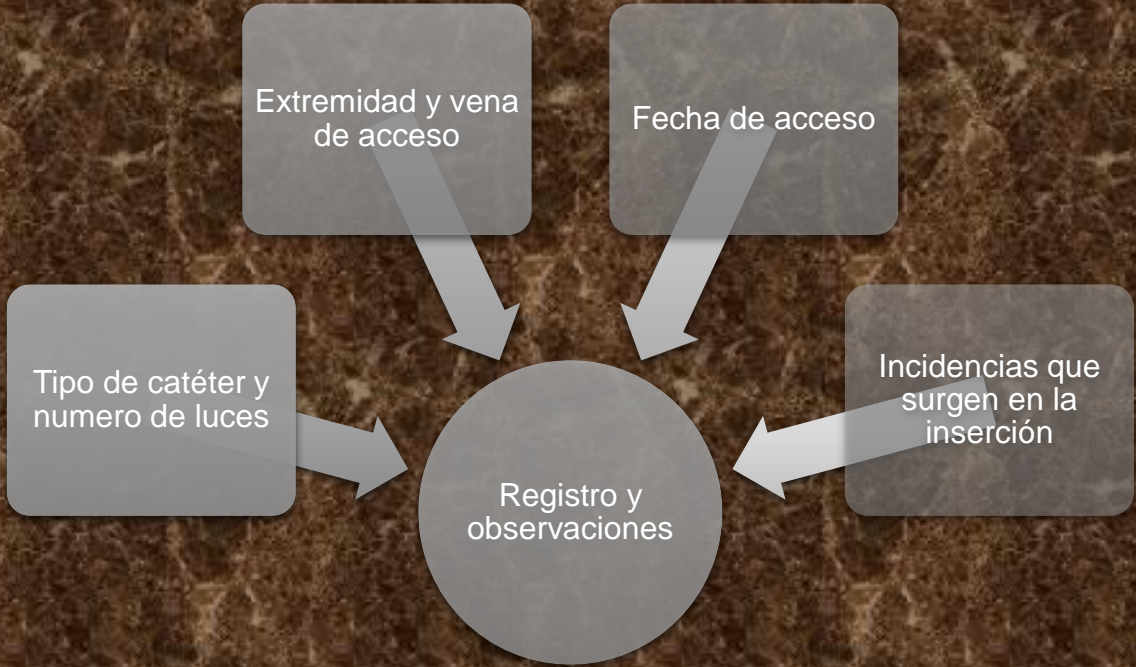 Extremidad y vena
de acceso
Fecha de acceso
Tipo de catéter y
numero de luces
Incidencias que
surgen en la
inserción
Registro y
observaciones